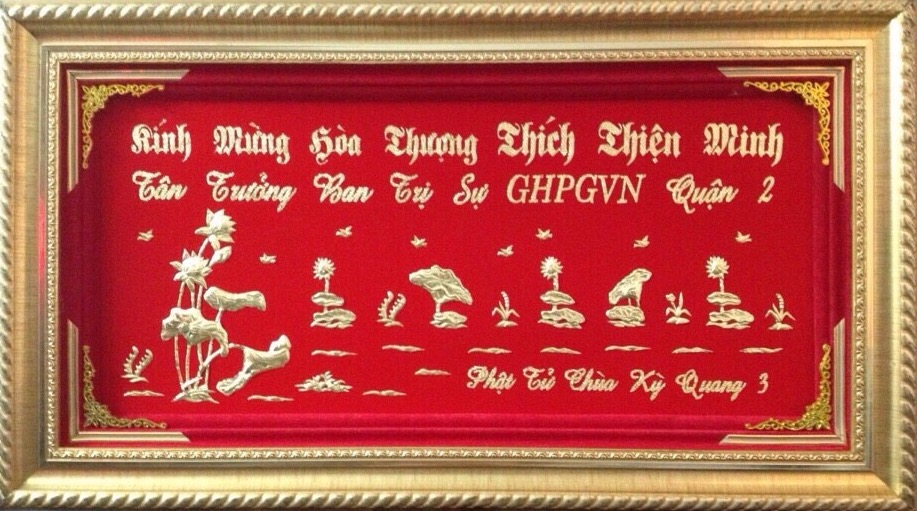 Kính Mừng Hòa Thượng Thích Thiện Minh
Tân Trưởng Ban Trị Sự GHPGVN Quận 2
Phật Tử Chùa Kỳ Quang 3